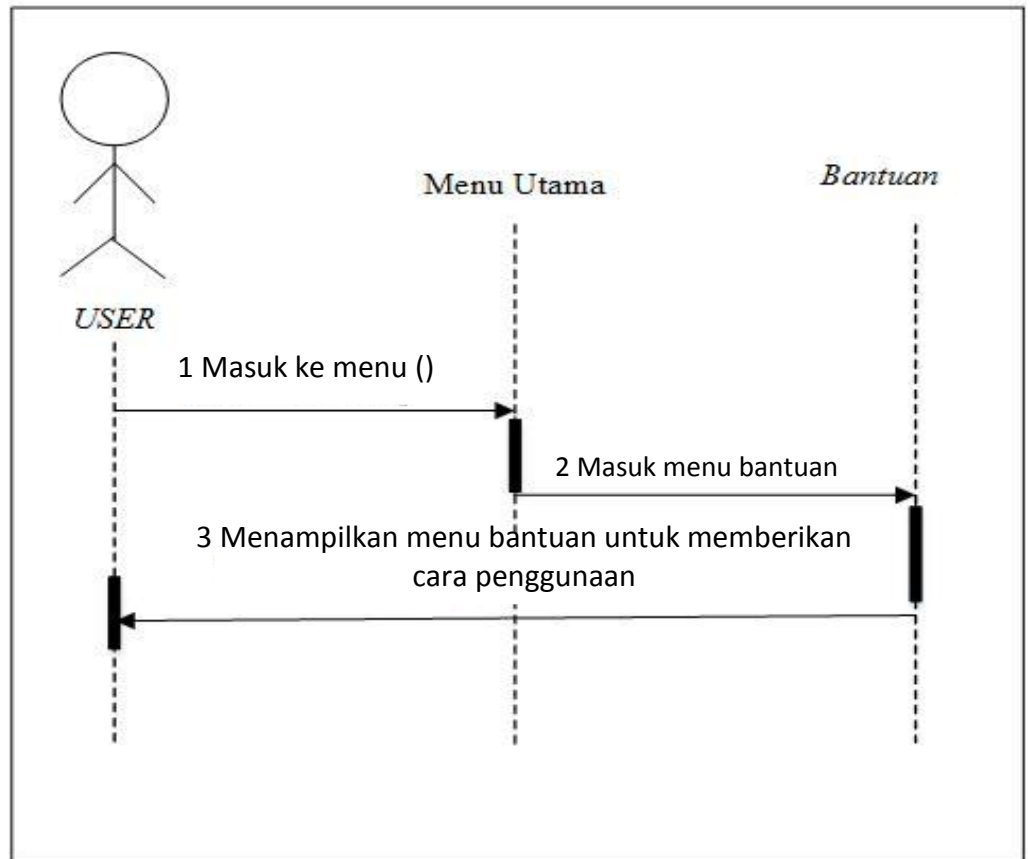 Menu Utama
Bantuan
USER
1 Masuk ke menu ()
2 Masuk menu bantuan
3 Menampilkan menu bantuan untuk memberikan
cara penggunaan